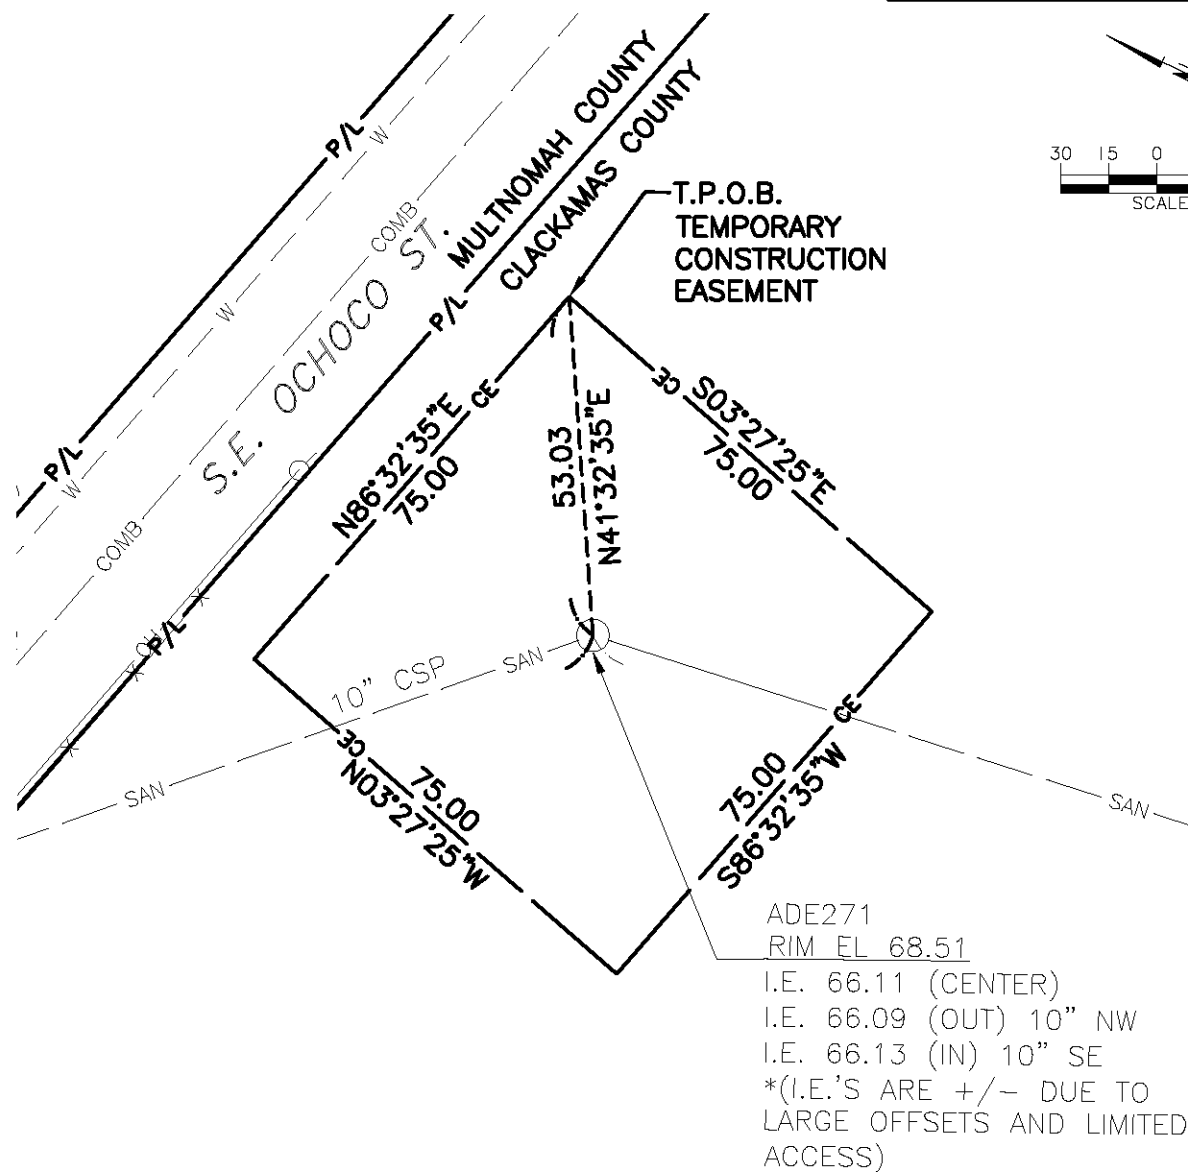 P/L
W
MULTNOMAH COUNTY
CLACKAMAS COUNTY
30 15 0
SCALE
T.P.O.B.
TEMPORARY
CONSTRUCTION
EASEMENT
COMB
W
S.E. OCHOCO ST.
P/L
CE
N86°32'35"E
75.00
53.03
N41°32'35"E
CE
S03°27'25"E
75.00
P/L
W
COMB
OH
P/L
10" CSP
SAN
SAN
CE
75.00
N03°27'25"W
CE
75.00
S86°32'35"W
SAN
ADE271
RIM EL 68.51
I.E. 66.11 (CENTER)
I.E. 66.09 (OUT) 10" NW
I.E. 66.13 (IN) 10" SE
*(I.E.'S ARE +/- DUE TO
LARGE OFFSETS AND LIMITED
ACCESS)